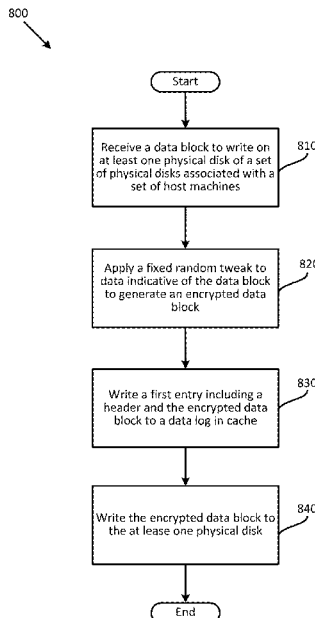 800
Start
Receive a data block to write on
at least one physical disk of a set
of physical disks associated with a
set of host machines
810
Apply a fixed random tweak to
data indicative of the data block
to generate an encrypted data
block
820
Write a first entry including a
header and the encrypted data
block to a data log in cache
830
Write the encrypted data block to
the at lease one physical disk
840
End